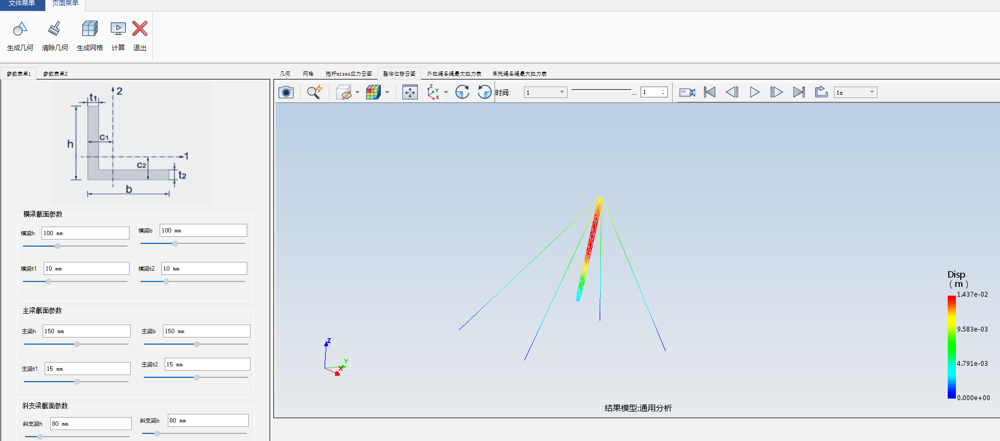 文件菜单 页面菜单
生成几何 清除几何 生成网格 计算 退出
参数表单1 参数表单2
几何 网格 抱杆mises应力云图 整体位移云图 外拉绳各绳最大拉力表 承托绳各绳最大拉力表
时间: 1 1 1x
Z Y X
2
t1
h
C1
1
C2
t2
b
横梁截面参数
横梁h 100 mm 横梁b 100 mm
横梁t1 10 mm 横梁t2 10 mm
主梁截面参数
主梁h 150 mm 主梁b 150 mm
主梁t1 15 mm 主梁t2 15 mm
斜支梁截面参数
斜支梁h 80 mm 斜支梁b 80 mm
Z
Y
X
Disp
(m)
1.437e-02
9.583e-03
4.791e-03
0.000e+00
结果模型:通用分析